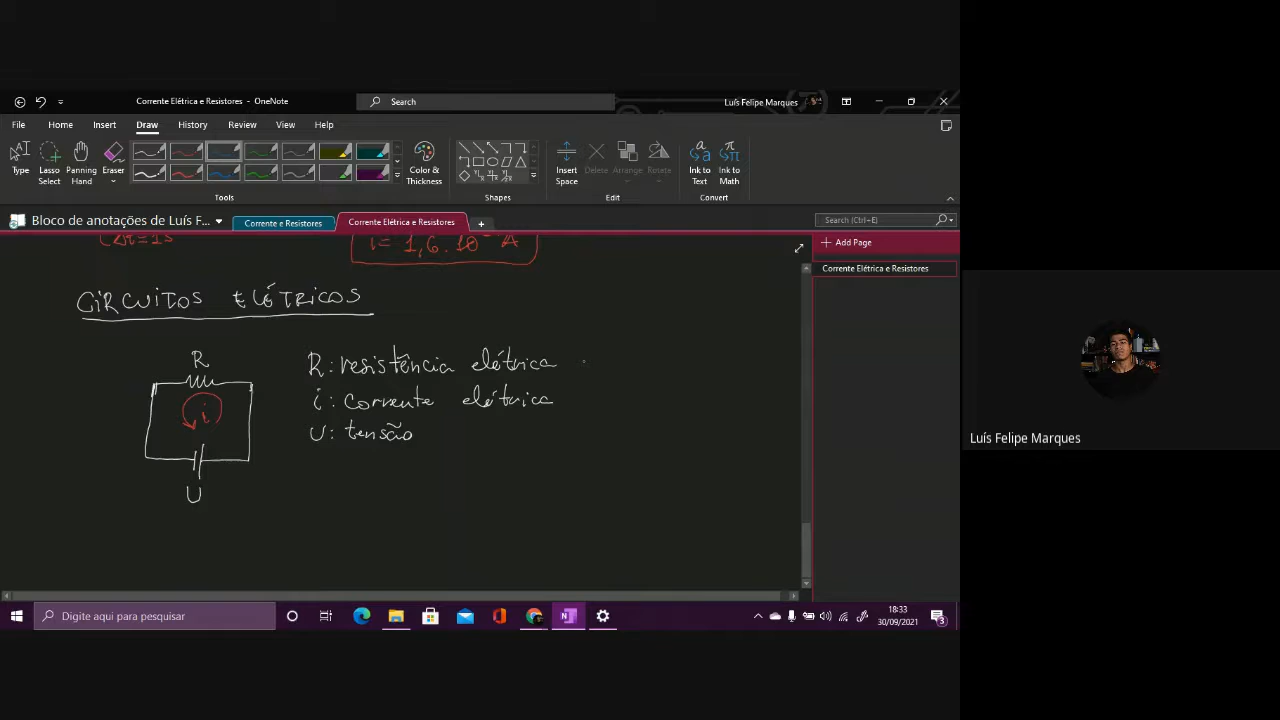 Corrente Elétrica e Resistores - OneNote
Search
Luís Felipe Marques
File Home Insert Draw History Review View Help
Type
Lasso Select
Panning Hand
Eraser
Color & Thickness
Insert Space
Delete
Arrange
Rotate
Ink to Text
Ink to Math
Tools
Shapes
Edit
Convert
Bloco de anotações de Luís F...
Corrente e Resistores
Corrente Elétrica e Resistores
+
Search (Ctrl+E)
+ Add Page
Corrente Elétrica e Resistores
CIRCUITOS ELÉTRICOS
R
i
U
R: resistência elétrica
i: corrente elétrica
U: tensão
Luís Felipe Marques
Digite aqui para pesquisar
18:33
30/09/2021
3